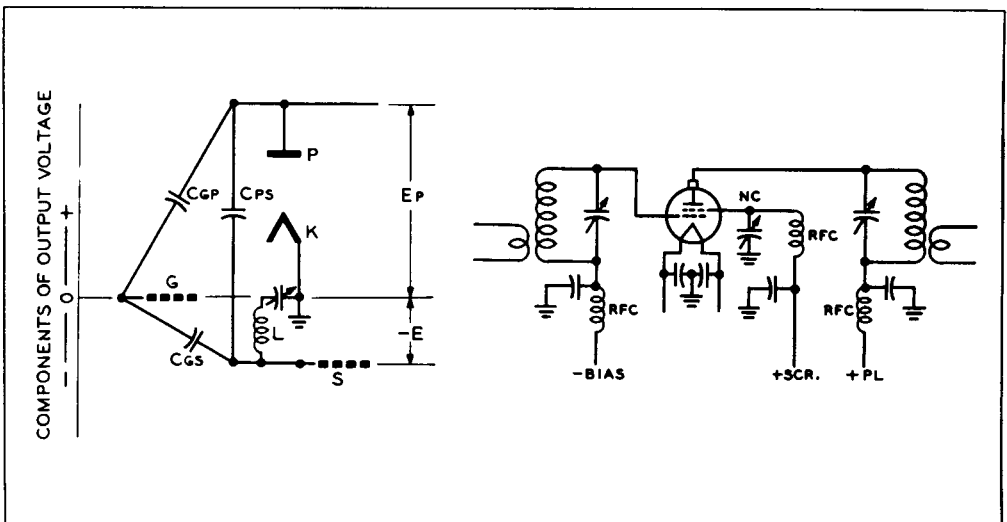 COMPONENTS OF OUTPUT VOLTAGE
- 0 +
CGP
CPS
P
K
G
L
CGS
S
EP
-E
NC
RFC
RFC
RFC
-BIAS
+SCR.
+PL